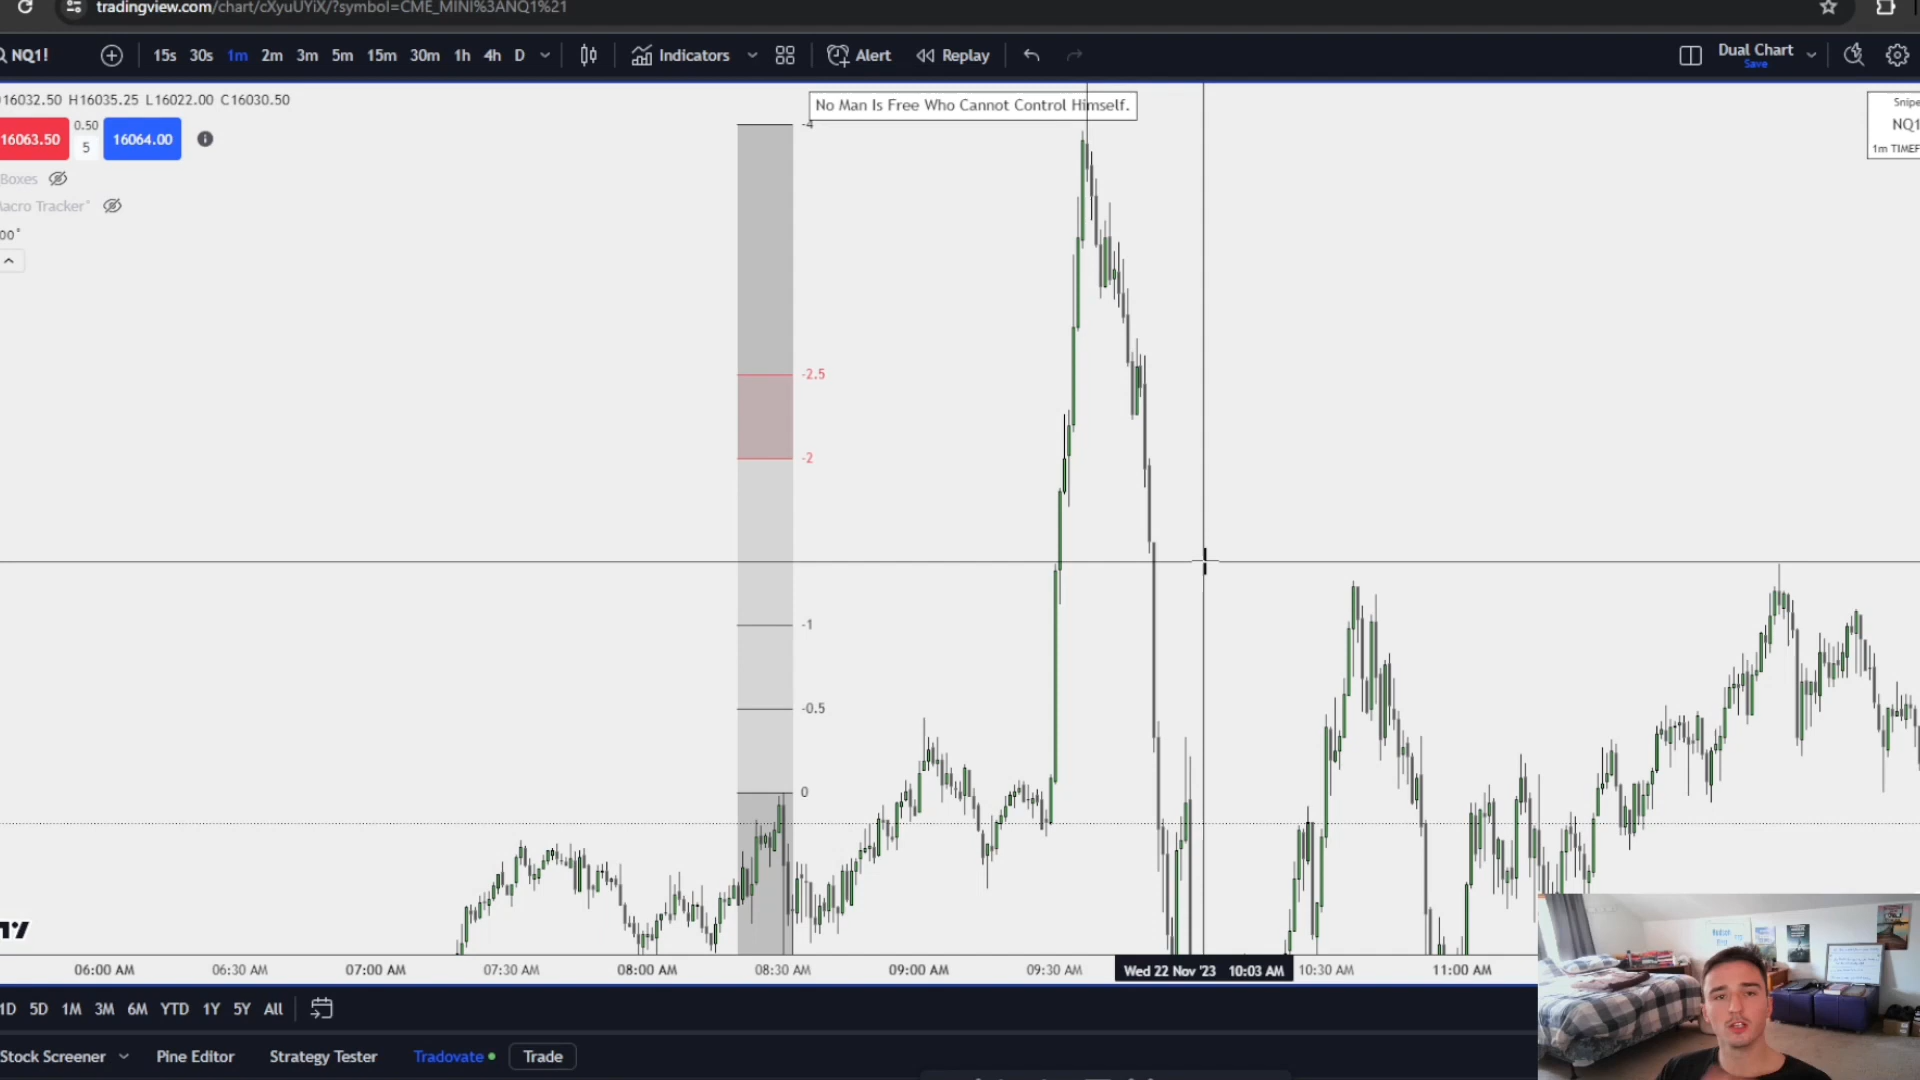 tradingview.com/chart/cXyuUYiX/?symbol=CME_MINI%3ANQ1%21
NQ1!
15s 30s 1m 2m 3m 5m 15m 30m 1h 4h D
Indicators
Alert
Replay
Dual Chart
Save
16032.50 H16035.25 L16022.00 C16030.50
No Man Is Free Who Cannot Control Himself.
Snipe
NQ1
1m TIMEF
16063.50
0.50
5
16064.00
Boxes
acro Tracker"
00"
-4
-2.5
-2
-1
-0.5
0
06:00 AM 06:30 AM 07:00 AM 07:30 AM 08:00 AM 08:30 AM 09:00 AM 09:30 AM Wed 22 Nov '23 10:03 AM 10:30 AM 11:00 AM
1D 5D 1M 3M 6M YTD 1Y 5Y All
Stock Screener
Pine Editor
Strategy Tester
Tradovate
Trade